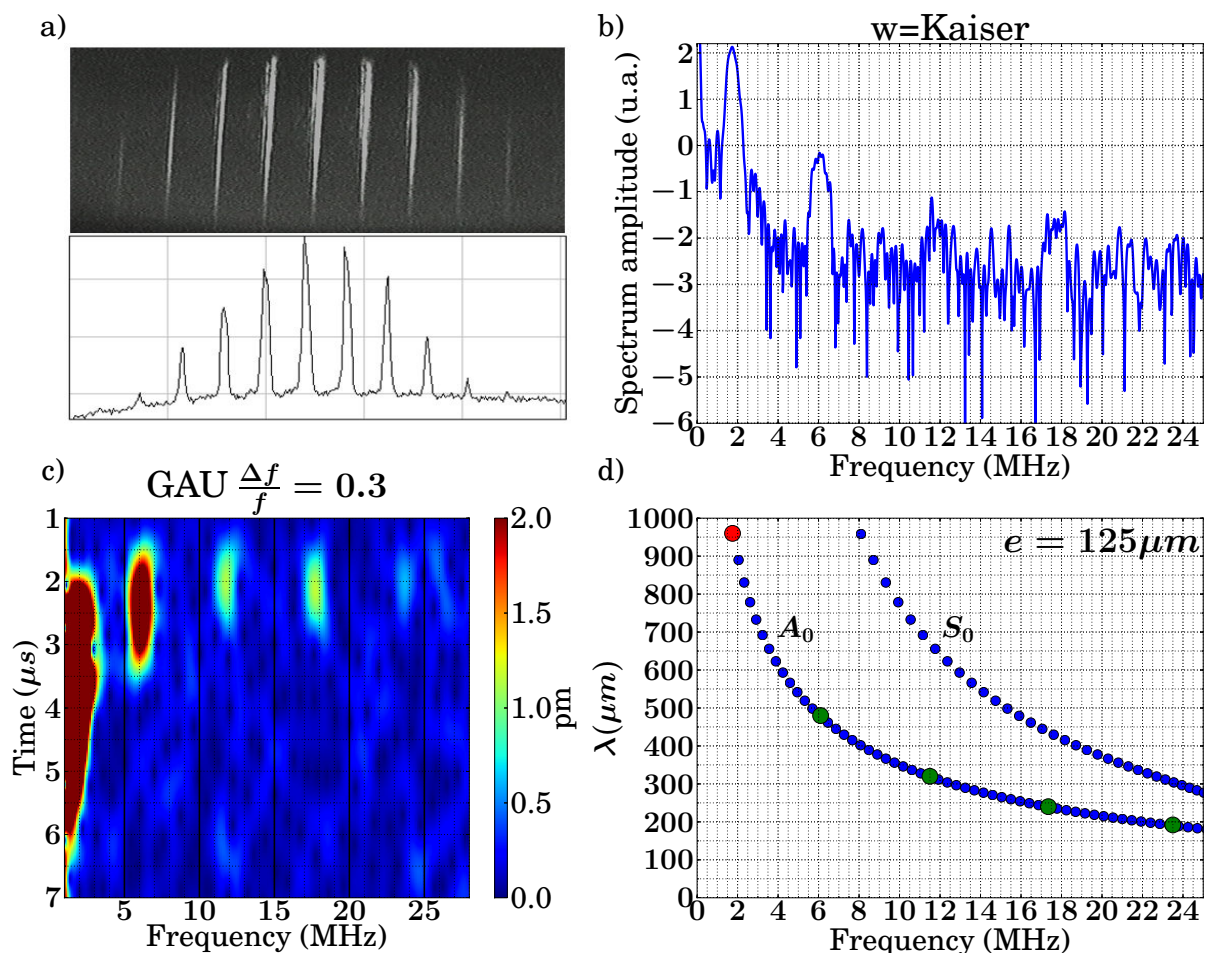 a)
b)
w=Kaiser
Spectrum amplitude (u.a.)
2
1
0
−1
−2
−3
−4
−5
−6
0 2 4 6 8 10 12 14 16 18 20 22 24
Frequency (MHz)
c)
GAU Δf/f = 0.3
Time (μs)
1
2
3
4
5
6
7
5 10 15 20 25
Frequency (MHz)
2.0
1.5
1.0
0.5
0.0
pm
d)
e = 125μm
A₀
S₀
λ(μm)
1000
900
800
700
600
500
400
300
200
100
0
0 2 4 6 8 10 12 14 16 18 20 22 24
Frequency (MHz)